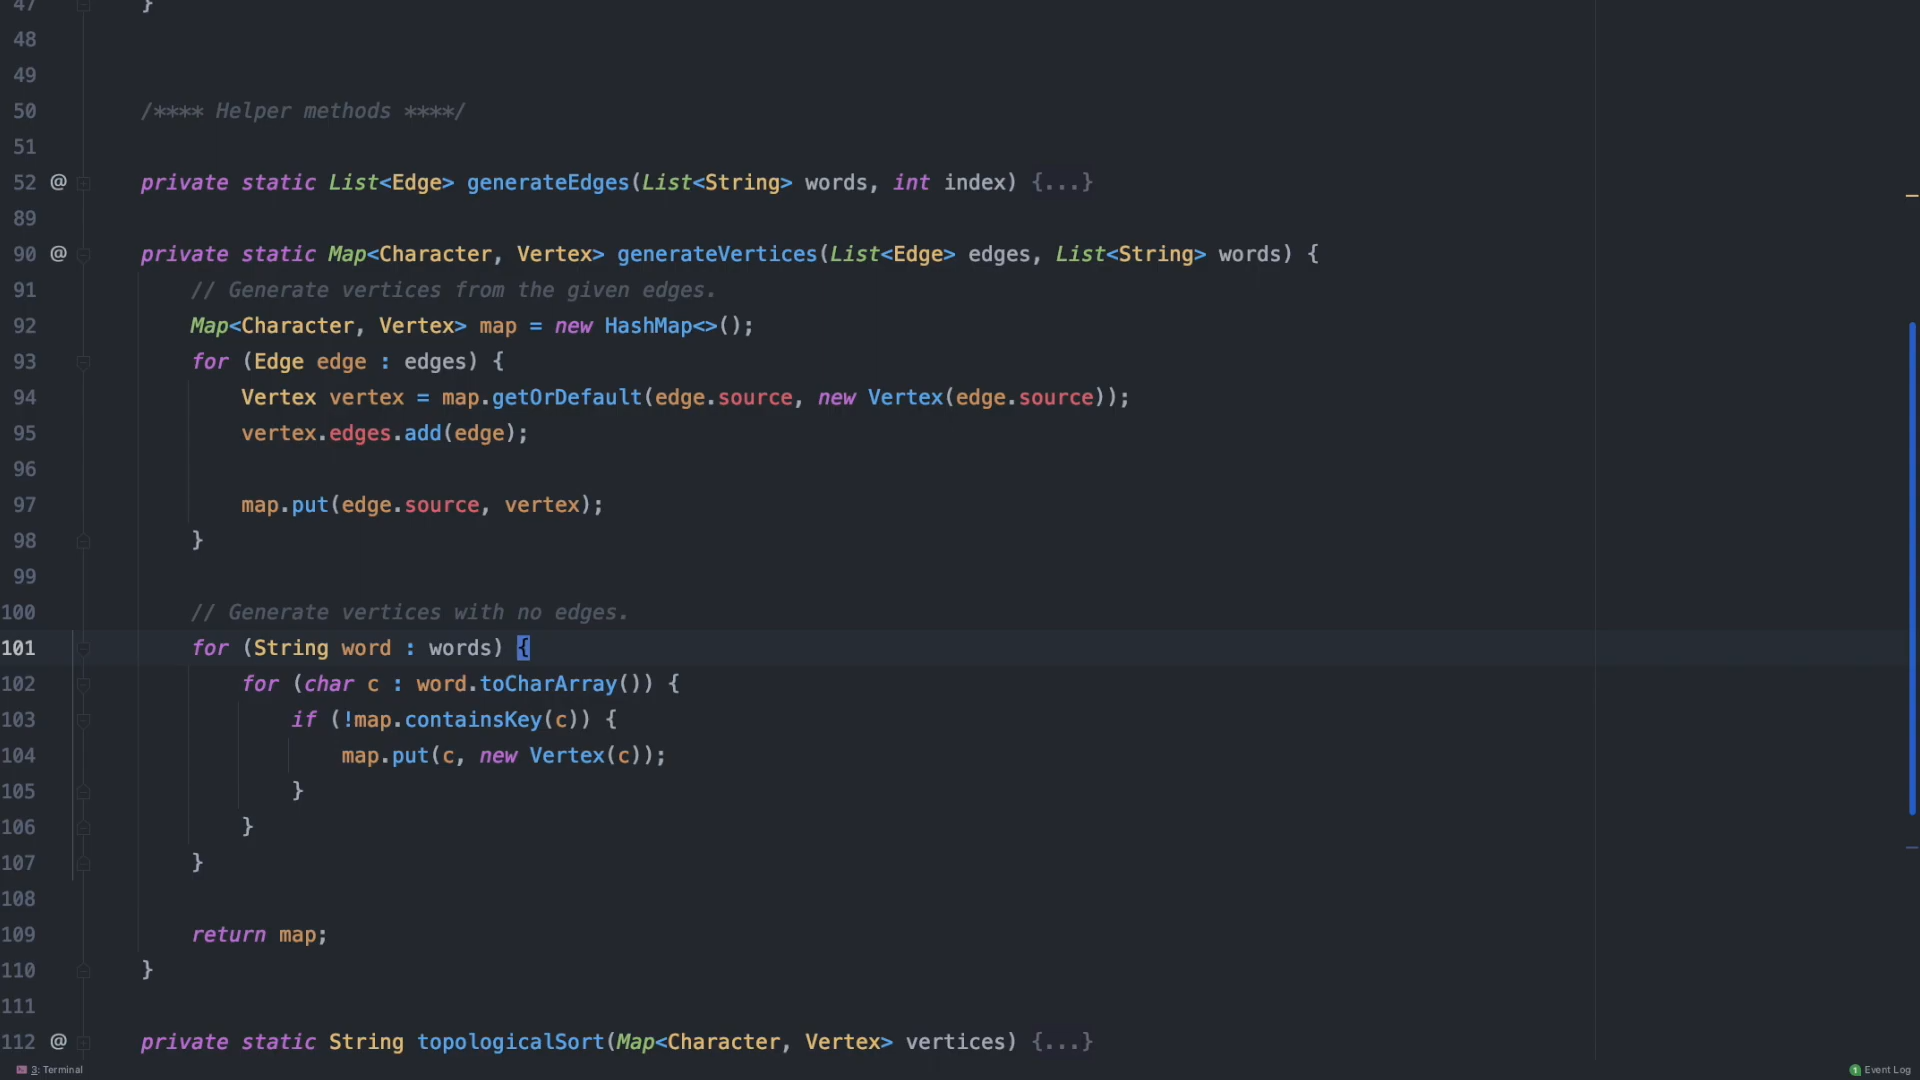 47 }
48
49
50 /**** Helper methods ****/
51
52 @ private static List<Edge> generateEdges(List<String> words, int index) {...}
89
90 @ private static Map<Character, Vertex> generateVertices(List<Edge> edges, List<String> words) {
91 // Generate vertices from the given edges.
92 Map<Character, Vertex> map = new HashMap<>();
93 for (Edge edge : edges) {
94 Vertex vertex = map.getOrDefault(edge.source, new Vertex(edge.source));
95 vertex.edges.add(edge);
96
97 map.put(edge.source, vertex);
98 }
99
100 // Generate vertices with no edges.
101 for (String word : words) {
102 for (char c : word.toCharArray()) {
103 if (!map.containsKey(c)) {
104 map.put(c, new Vertex(c));
105 }
106 }
107 }
108
109 return map;
110 }
111
112 @ private static String topologicalSort(Map<Character, Vertex> vertices) {...}
3: Terminal
1 Event Log